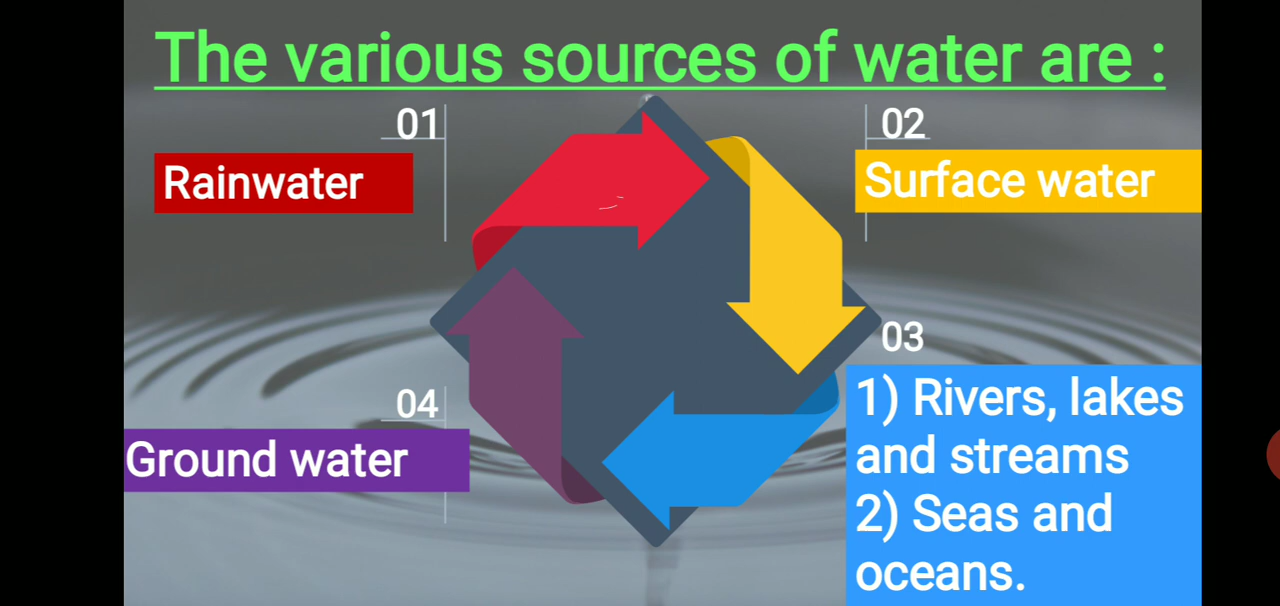 The various sources of water are :
01
Rainwater
02
Surface water
03
1) Rivers, lakes
and streams
2) Seas and
oceans.
04
Ground water